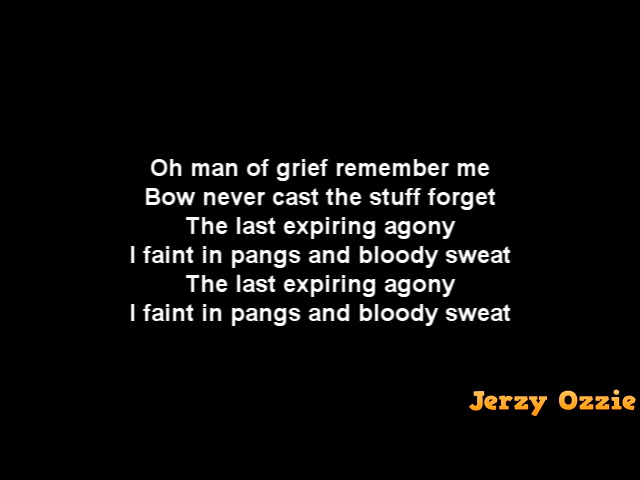 Oh man of grief remember me
Bow never cast the stuff forget
The last expiring agony
I faint in pangs and bloody sweat
The last expiring agony
I faint in pangs and bloody sweat
Jerzy Ozzie